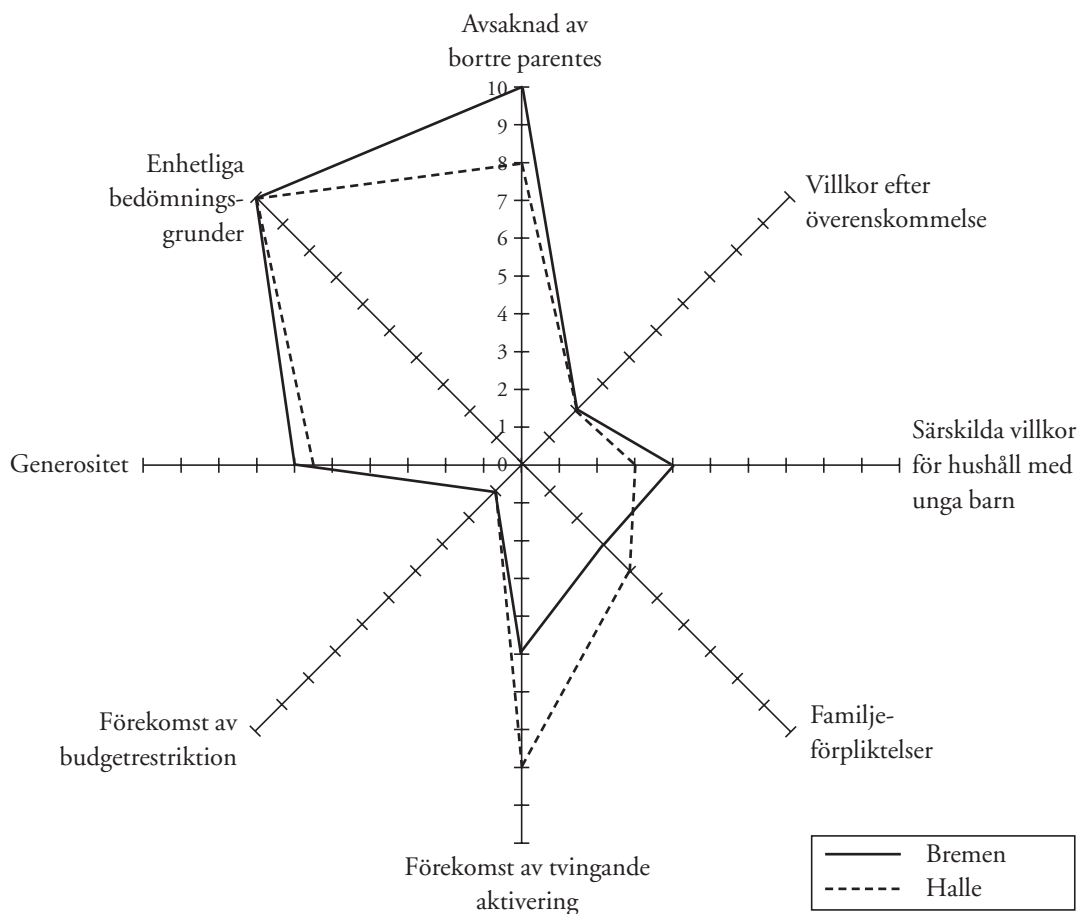 Avsaknad av
bortre parentes
10
9
8
7
6
5
4
3
2
1
0
Enhetliga
bedömnings-
grunder
Villkor efter
överenskommelse
Generositet
Särskilda villkor
för hushåll med
unga barn
Förekomst av
budgetrestriktion
Familje-
förpliktelser
Förekomst av tvingande
aktivering
Bremen
Halle